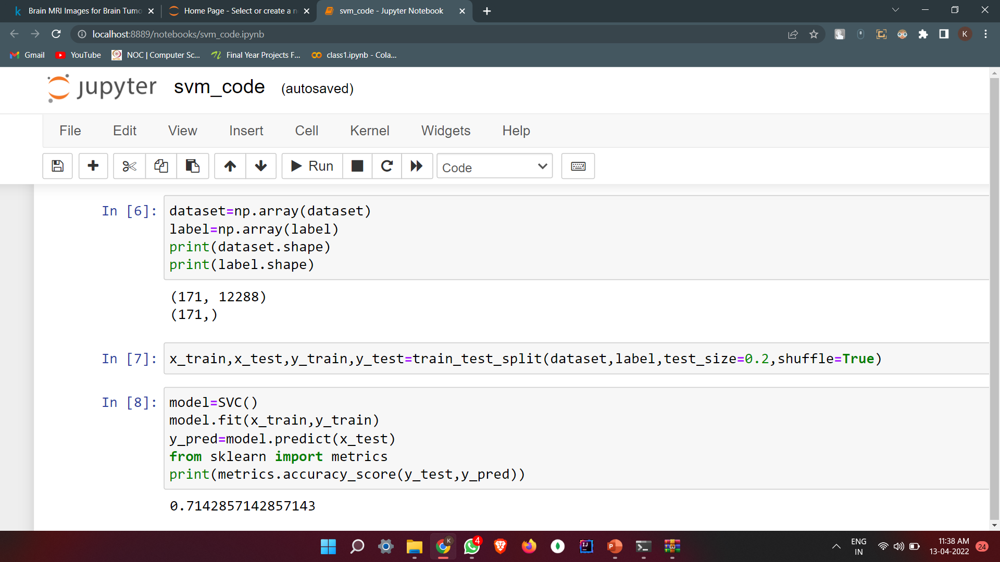 Brain MRI Images for Brain Tumo
Home Page - Select or create a n
svm_code - Jupyter Notebook
localhost:8889/notebooks/svm_code.ipynb
K
Gmail
YouTube
NOC | Computer Sc...
Final Year Projects F...
class1.ipynb - Cola...
jupyter svm_code (autosaved)
File Edit View Insert Cell Kernel Widgets Help
Run
Code
In [6]:
dataset=np.array(dataset)
label=np.array(label)
print(dataset.shape)
print(label.shape)
(171, 12288)
(171,)
In [7]: x_train,x_test,y_train,y_test=train_test_split(dataset,label,test_size=0.2,shuffle=True)
In [8]:
model=SVC()
model.fit(x_train,y_train)
y_pred=model.predict(x_test)
from sklearn import metrics
print(metrics.accuracy_score(y_test,y_pred))
0.7142857142857143
K
4
IJ
P
ENG
IN
11:38 AM
13-04-2022
24